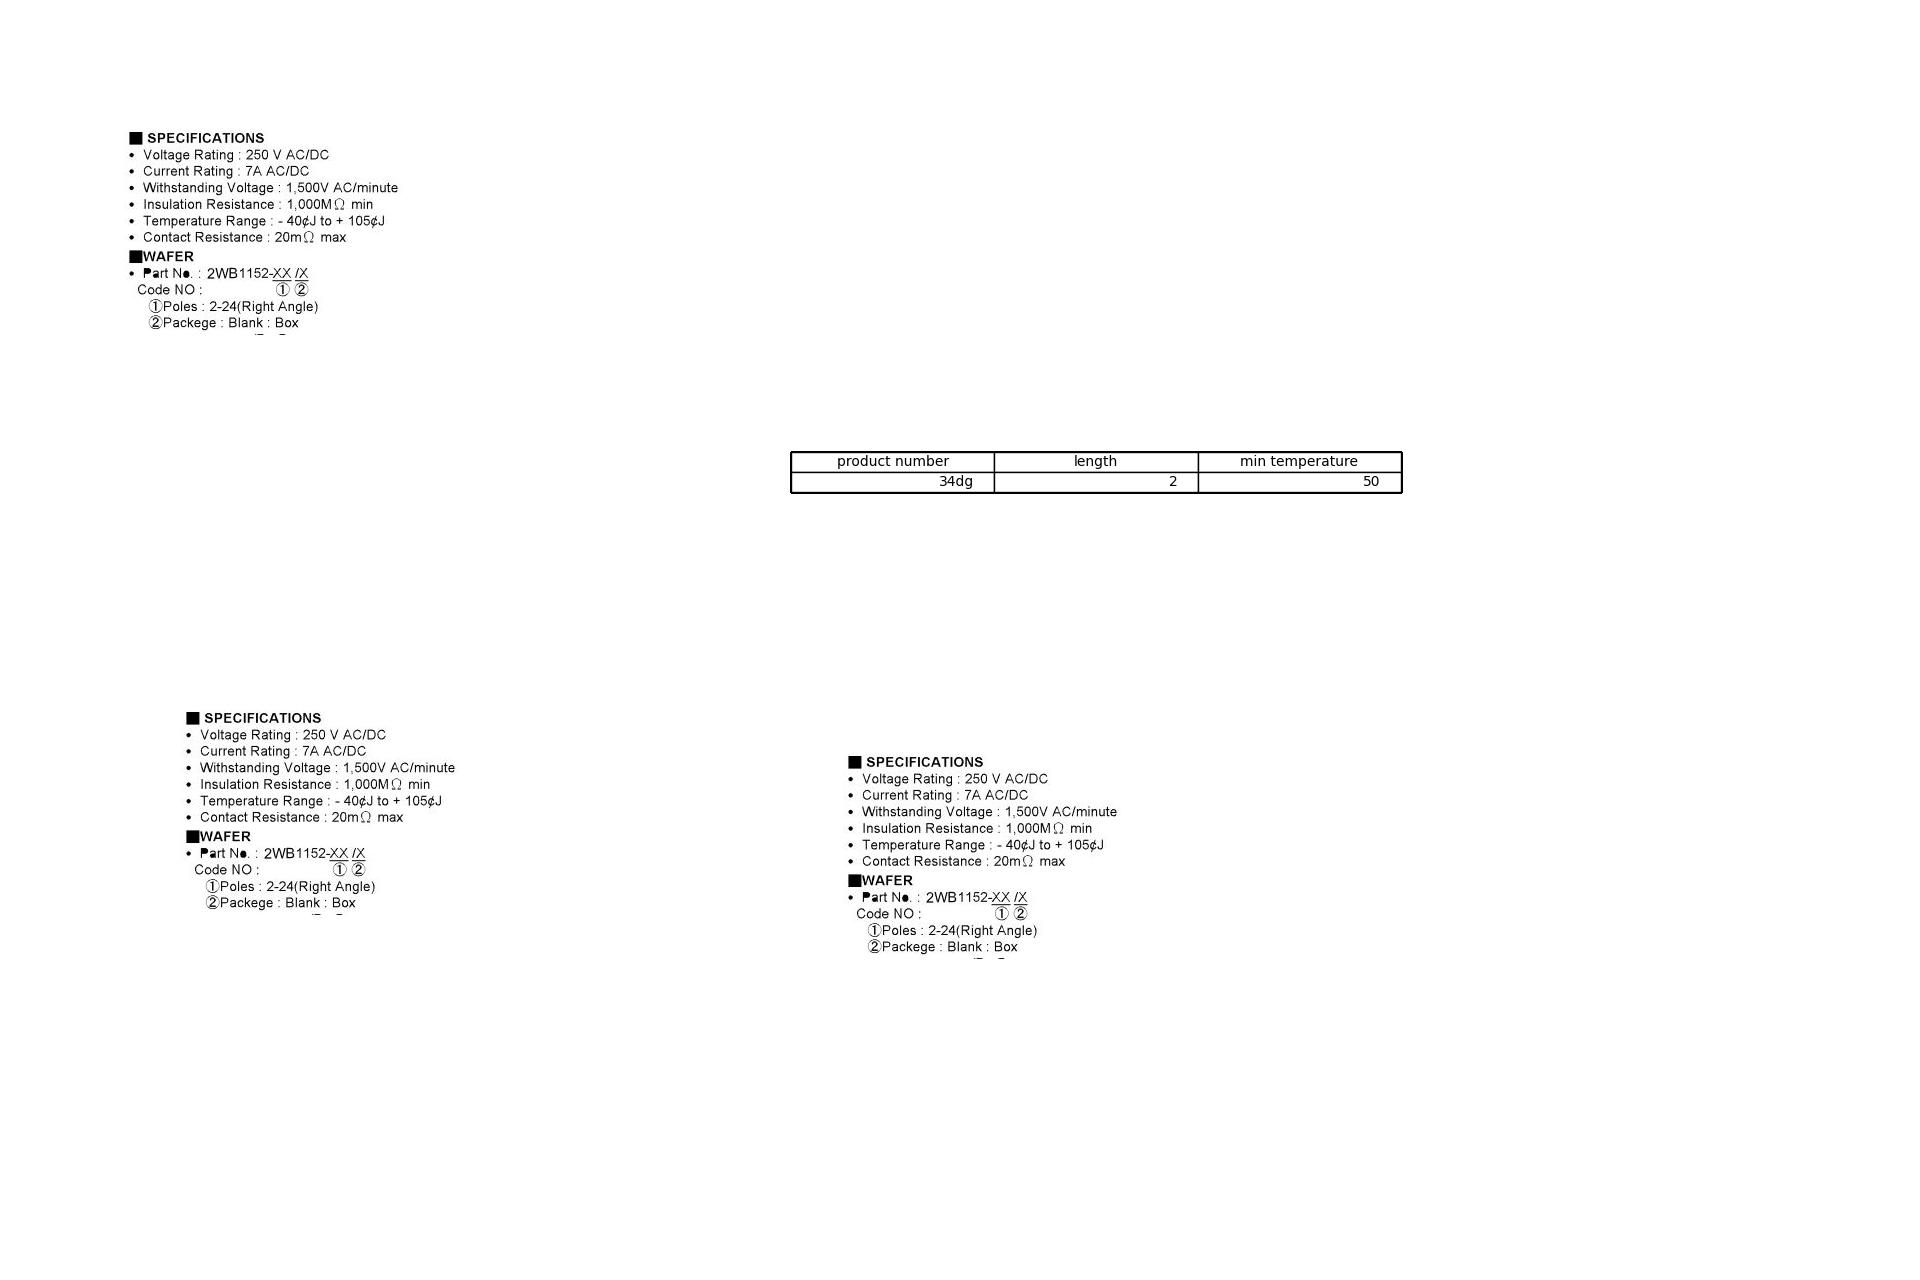 ■ SPECIFICATIONS
• Voltage Rating : 250 V AC/DC
• Current Rating : 7A AC/DC
• Withstanding Voltage : 1,500V AC/minute
• Insulation Resistance : 1,000MΩ min
• Temperature Range : - 40¢J to + 105¢J
• Contact Resistance : 20mΩ max
■WAFER
• Part No. : 2WB1152-XX /X
Code NO : ① ②
①Poles : 2-24(Right Angle)
②Packege : Blank : Box
product number length min temperature
34dg 2 50
■ SPECIFICATIONS
• Voltage Rating : 250 V AC/DC
• Current Rating : 7A AC/DC
• Withstanding Voltage : 1,500V AC/minute
• Insulation Resistance : 1,000MΩ min
• Temperature Range : - 40¢J to + 105¢J
• Contact Resistance : 20mΩ max
■WAFER
• Part No. : 2WB1152-XX /X
Code NO : ① ②
①Poles : 2-24(Right Angle)
②Packege : Blank : Box
■ SPECIFICATIONS
• Voltage Rating : 250 V AC/DC
• Current Rating : 7A AC/DC
• Withstanding Voltage : 1,500V AC/minute
• Insulation Resistance : 1,000MΩ min
• Temperature Range : - 40¢J to + 105¢J
• Contact Resistance : 20mΩ max
■WAFER
• Part No. : 2WB1152-XX /X
Code NO : ① ②
①Poles : 2-24(Right Angle)
②Packege : Blank : Box